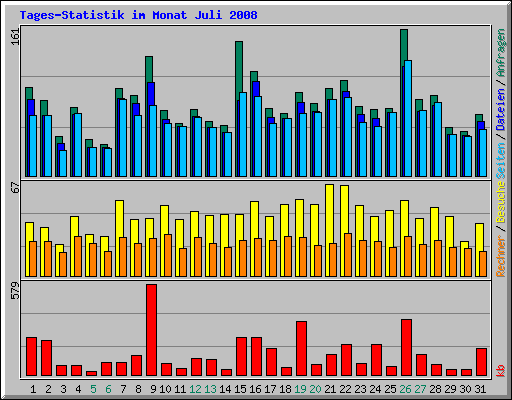 Tages-Statistik im Monat Juli 2008
161
67
579
Rechner / Besuche Seiten / Dateien / Anfragen
kb
1 2 3 4 5 6 7 8 9 10 11 12 13 14 15 16 17 18 19 20 21 22 23 24 25 26 27 28 29 30 31